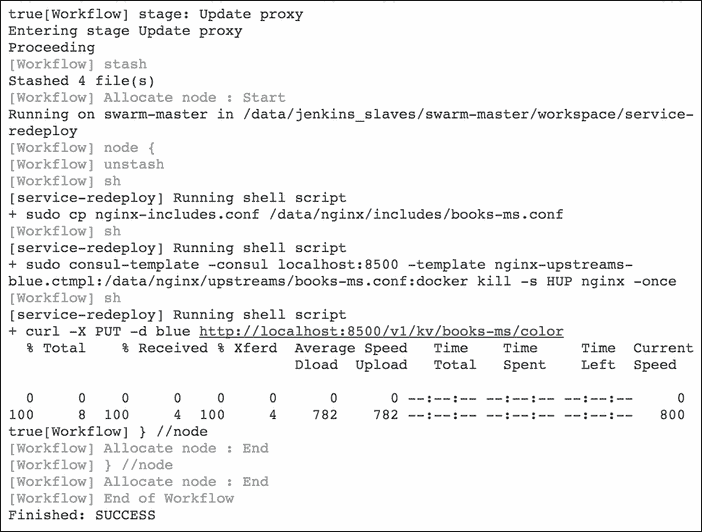 true[Workflow] stage: Update proxy
Entering stage Update proxy
Proceeding
[Workflow] stash
Stashed 4 file(s)
[Workflow] Allocate node : Start
Running on swarm-master in /data/jenkins_slaves/swarm-master/workspace/service-
redeploy
[Workflow] node {
[Workflow] unstash
[Workflow] sh
[service-redeploy] Running shell script
+ sudo cp nginx-includes.conf /data/nginx/includes/books-ms.conf
[Workflow] sh
[service-redeploy] Running shell script
+ sudo consul-template -consul localhost:8500 -template nginx-upstreams-
blue.ctmpl:/data/nginx/upstreams/books-ms.conf:docker kill -s HUP nginx -once
[Workflow] sh
[service-redeploy] Running shell script
+ curl -X PUT -d blue http://localhost:8500/v1/kv/books-ms/color
  % Total    % Received % Xferd  Average Speed   Time    Time     Time  Current
                                 Dload  Upload   Total   Spent    Left  Speed
  0     0    0     0    0     0      0      0 --:--:-- --:--:-- --:--:--     0
100     8  100     4  100     4    782    782 --:--:-- --:--:-- --:--:--   800
true[Workflow] } //node
[Workflow] Allocate node : End
[Workflow] } //node
[Workflow] Allocate node : End
[Workflow] End of Workflow
Finished: SUCCESS